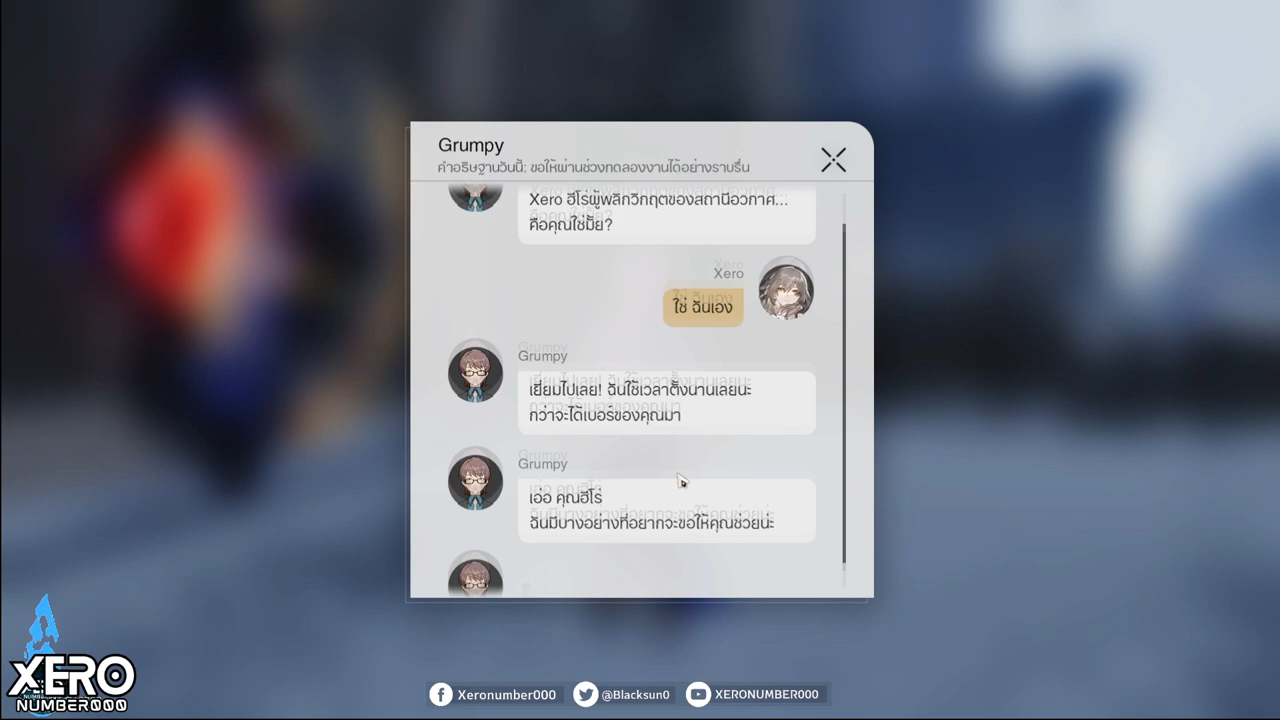 Grumpy
คำอธิษฐานวันนี้: ขอให้ผ่านช่วงทดลองงานได้อย่างราบรื่น
Xero ฮีโร่ผู้พลิกวิกฤตของสถานีอวกาศ...
คือคุณใช่มั้ย?
Xero
ใช่ ฉันเอง
Grumpy
เยี่ยมไปเลย! ฉันใช้เวลาตั้งนานเลยนะ
กว่าจะได้เบอร์ของคุณมา
Grumpy
เอ่อ คุณฮีโร่
ฉันมีบางอย่างที่อยากจะขอให้คุณช่วยน่ะ
XERO
NUMBER000
Xeronumber000
@Blacksun0
XERONUMBER000